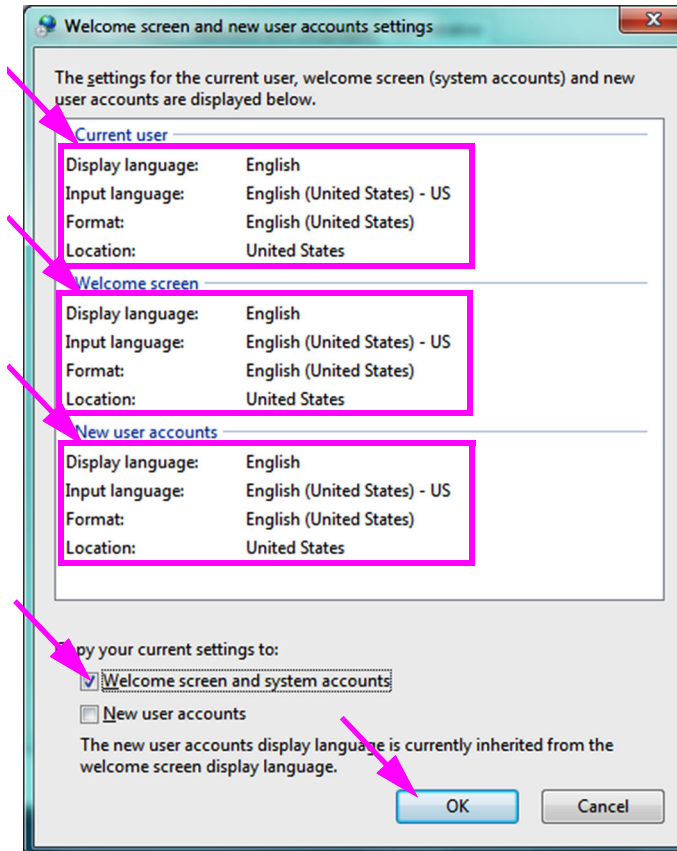 Welcome screen and new user accounts settings
The settings for the current user, welcome screen (system accounts) and new
user accounts are displayed below.
Current user
Display language: English
Input language: English (United States) - US
Format: English (United States)
Location: United States
Welcome screen
Display language: English
Input language: English (United States) - US
Format: English (United States)
Location: United States
New user accounts
Display language: English
Input language: English (United States) - US
Format: English (United States)
Location: United States
Copy your current settings to:
Welcome screen and system accounts
New user accounts
The new user accounts display language is currently inherited from the
welcome screen display language.
OK Cancel